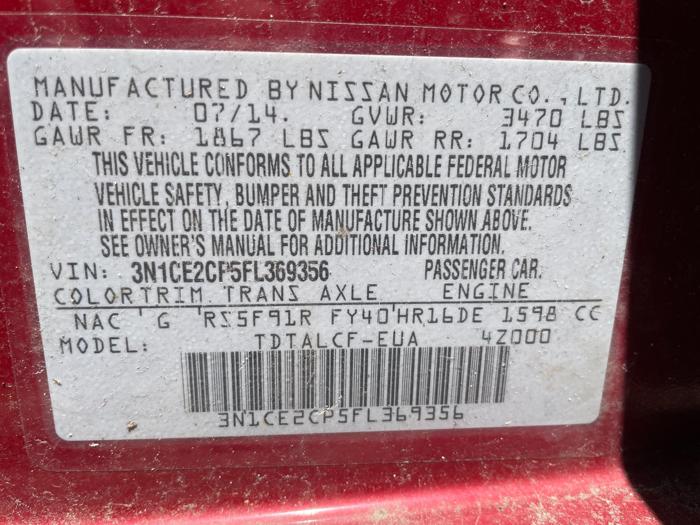 MANUFACTURED BY NISSAN MOTOR CO., LTD.
DATE: 07/14. GVWR: 3470 LBS
GAWR FR: 1867 LBS GAWR RR: 1704 LBS
THIS VEHICLE CONFORMS TO ALL APPLICABLE FEDERAL MOTOR
VEHICLE SAFETY, BUMPER AND THEFT PREVENTION STANDARDS
IN EFFECT ON THE DATE OF MANUFACTURE SHOWN ABOVE.
SEE OWNER'S MANUAL FOR ADDITIONAL INFORMATION.
VIN: 3N1CE2CP5FL369356 PASSENGER CAR.
COLOR TRIM TRANS AXLE ENGINE
NAC ' G ' RS5F91R FY40 ' HR16DE 1598 CC
MODEL: TDTALCF-EUA 4Z000
3N1CE2CP5FL369356